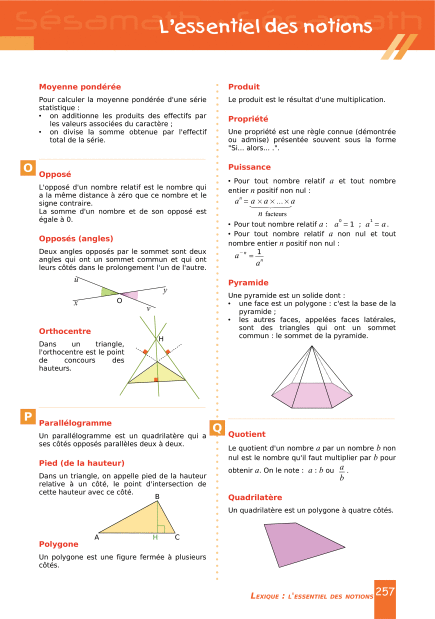 Sésamath
L'essentiel des notions
Moyenne pondérée
Pour calculer la moyenne pondérée d'une série
statistique :
• on additionne les produits des effectifs par
les valeurs associées du caractère ;
• on divise la somme obtenue par l'effectif
total de la série.
O
Opposé
L'opposé d'un nombre relatif est le nombre qui
a la même distance à zéro que ce nombre et le
signe contraire.
La somme d'un nombre et de son opposé est
égale à 0.
Opposés (angles)
Deux angles opposés par le sommet sont deux
angles qui ont un sommet commun et qui ont
leurs côtés dans le prolongement l'un de l'autre.
u
y
x
O
v
Orthocentre
Dans un triangle,
l'orthocentre est le point
de concours des
hauteurs.
H
P
Parallélogramme
Un parallélogramme est un quadrilatère qui a
ses côtés opposés parallèles deux à deux.
Pied (de la hauteur)
Dans un triangle, on appelle pied de la hauteur
relative à un côté, le point d'intersection de
cette hauteur avec ce côté.
B
A
H
C
Polygone
Un polygone est une figure fermée à plusieurs
côtés.
Produit
Le produit est le résultat d'une multiplication.
Propriété
Une propriété est une règle connue (démontrée
ou admise) présentée souvent sous la forme
"Si... alors... .".
Puissance
• Pour tout nombre relatif a et tout nombre
entier n positif non nul :
aⁿ = a × a × ... × a
n facteurs
• Pour tout nombre relatif a : a⁰ = 1 ; a¹ = a.
• Pour tout nombre relatif a non nul et tout
nombre entier n positif non nul :
a⁻ⁿ = 1/aⁿ
Pyramide
Une pyramide est un solide dont :
• une face est un polygone : c'est la base de la
pyramide ;
• les autres faces, appelées faces latérales,
sont des triangles qui ont un sommet
commun : le sommet de la pyramide.
Q
Quotient
Le quotient d'un nombre a par un nombre b non
nul est le nombre qu'il faut multiplier par b pour
obtenir a. On le note : a : b ou a/b.
Quadrilatère
Un quadrilatère est un polygone à quatre côtés.
Lexique : l'essentiel des notions 257